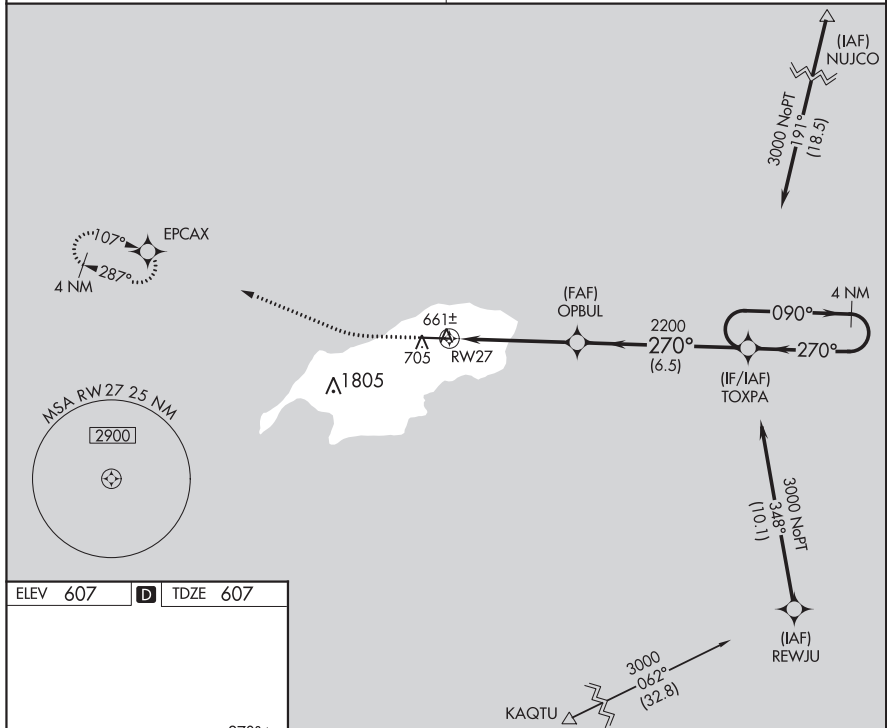 (IAF)
NUJCO
3000 NoPT
191°
(18.5)
EPCAX
107°
287°
4 NM
(FAF)
OPBUL
4 NM
090°
270°
661±
705
RW27
2200
270°
(6.5)
(IF/IAF)
TOXPA
1805
MSA RW 27 25 NM
2900
3000 NoPT
348°
(10.1)
ELEV 607 D TDZE 607
(IAF)
REWJU
3000
062°
(32.8)
KAQTU